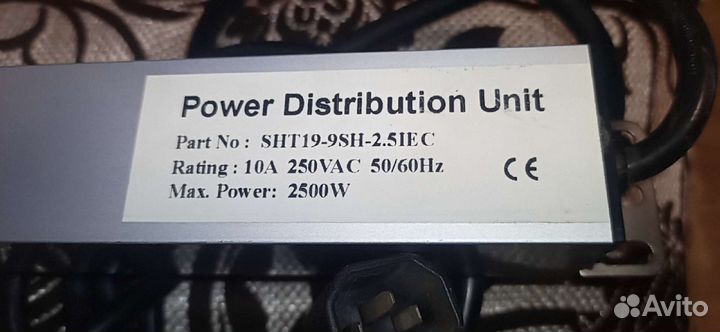 Power Distribution Unit
Part No : SHT19-9SH-2.5IEC
Rating : 10A 250VAC 50/60Hz
Max. Power: 2500W
CE
Avito